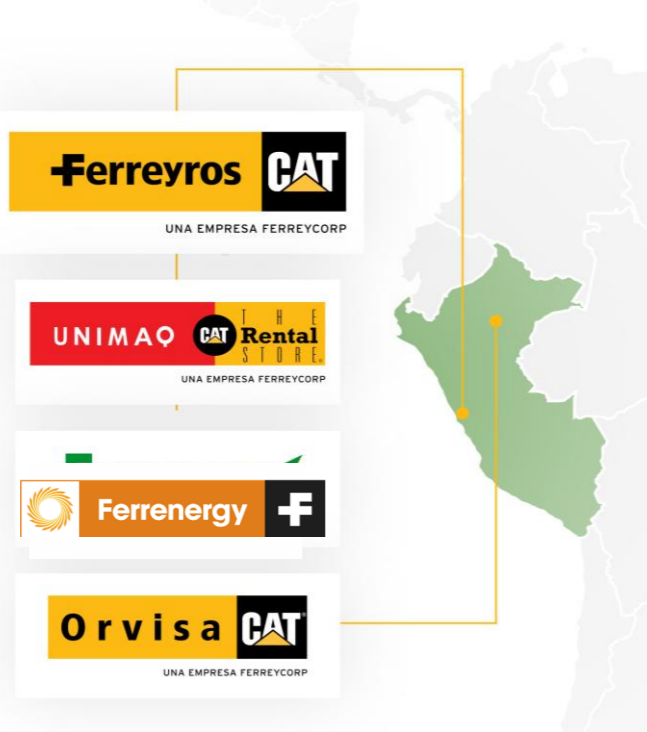 Ferreyros CAT
UNA EMPRESA FERREYCORP
UNIMAQ CAT THE Rental STORE
UNA EMPRESA FERREYCORP
Ferrenergy
Orvisa CAT
UNA EMPRESA FERREYCORP